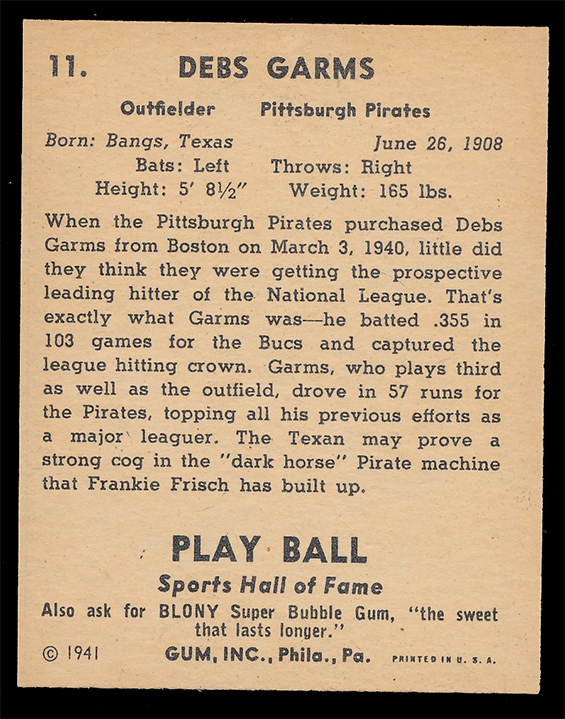 11. DEBS GARMS
Outfielder Pittsburgh Pirates
Born: Bangs, Texas June 26, 1908
Bats: Left Throws: Right
Height: 5' 8½" Weight: 165 lbs.
When the Pittsburgh Pirates purchased Debs
Garms from Boston on March 3, 1940, little did
they think they were getting the prospective
leading hitter of the National League. That's
exactly what Garms was—he batted .355 in
103 games for the Bucs and captured the
league hitting crown. Garms, who plays third
as well as the outfield, drove in 57 runs for
the Pirates, topping all his previous efforts as
a major leaguer. The Texan may prove a
strong cog in the "dark horse" Pirate machine
that Frankie Frisch has built up.
PLAY BALL
Sports Hall of Fame
Also ask for BLONY Super Bubble Gum, "the sweet
that lasts longer."
© 1941 GUM, INC., Phila., Pa. PRINTED IN U. S. A.